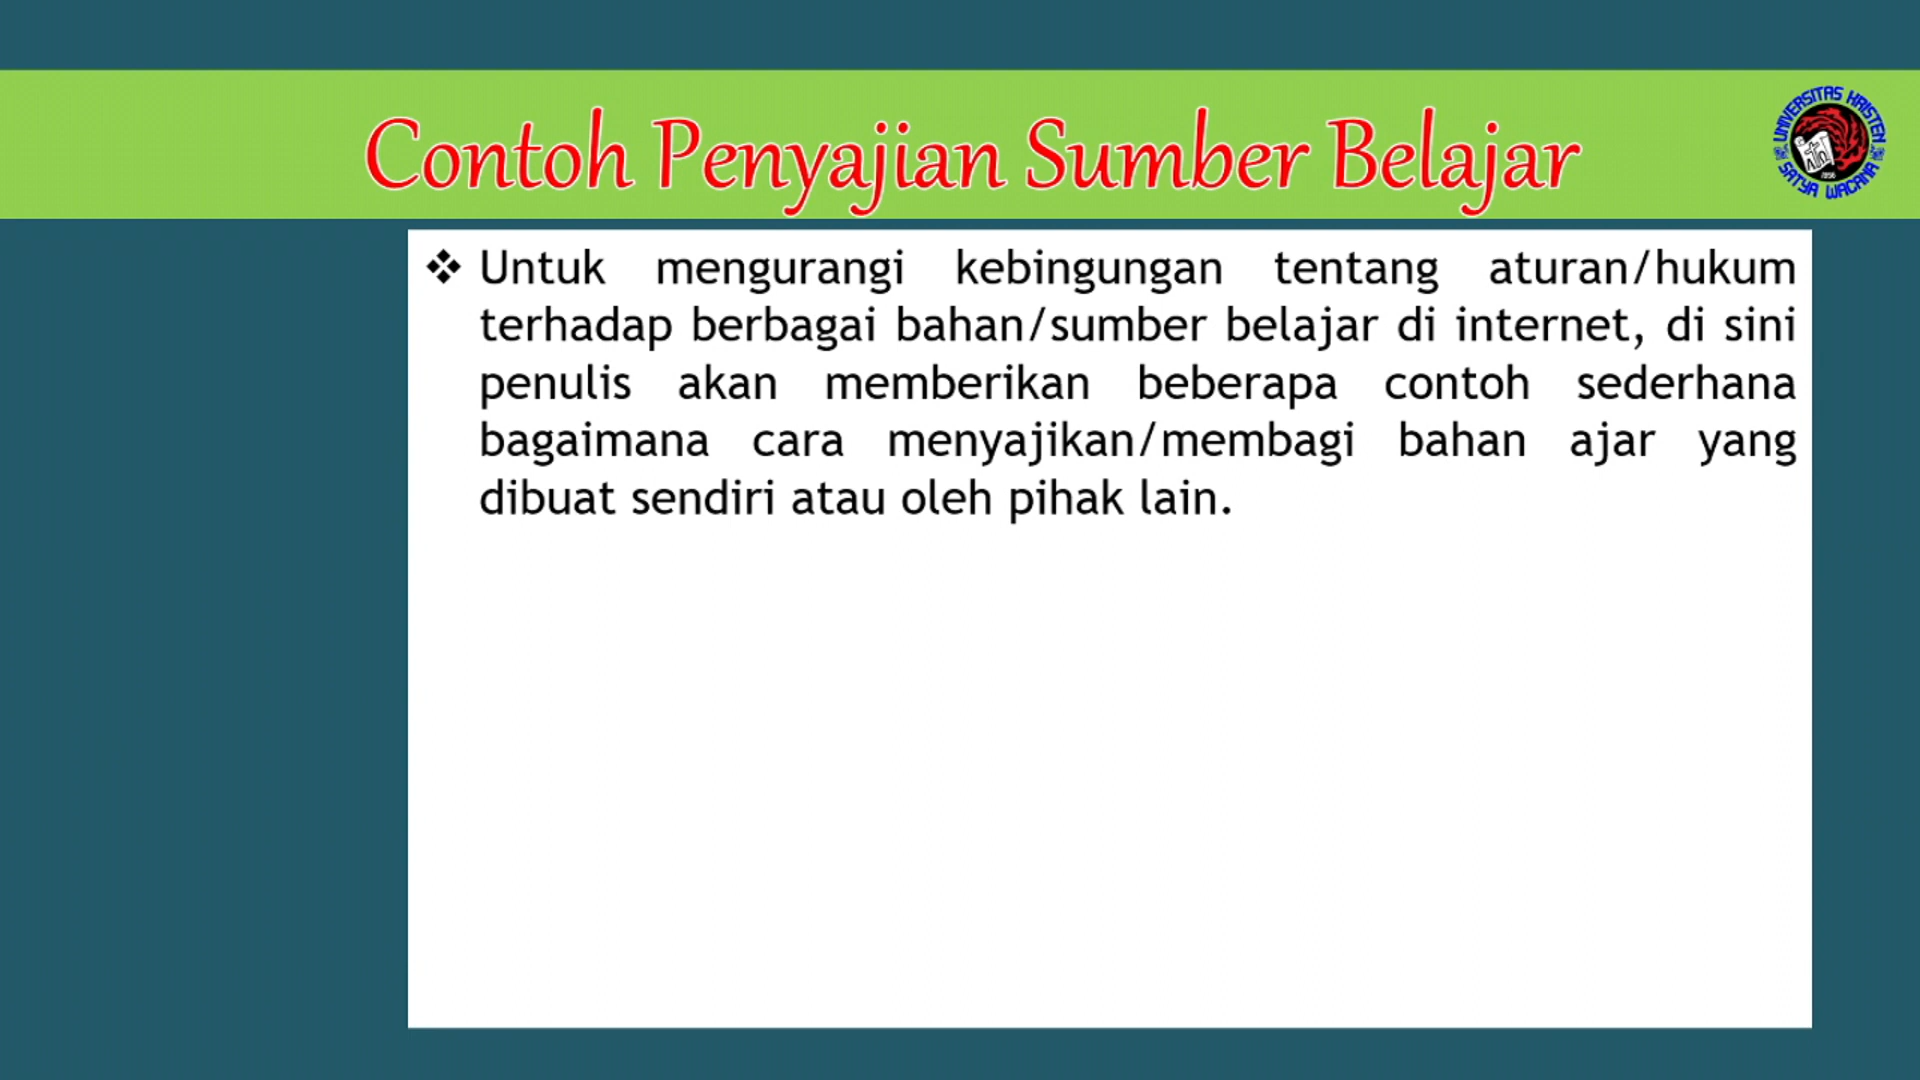 Contoh Penyajian Sumber Belajar
UNIVERSITAS KRISTEN
SATYA WACANA
1956
❖ Untuk mengurangi kebingungan tentang aturan/hukum
terhadap berbagai bahan/sumber belajar di internet, di sini
penulis akan memberikan beberapa contoh sederhana
bagaimana cara menyajikan/membagi bahan ajar yang
dibuat sendiri atau oleh pihak lain.